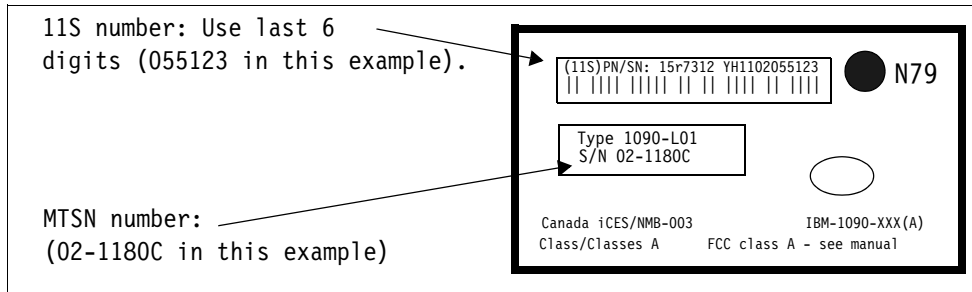 11S number: Use last 6
digits (055123 in this example).
(11S)PN/SN: 15r7312 YH1102055123
N79
Type 1090-L01
S/N 02-1180C
MTSN number:
(02-1180C in this example)
Canada iCES/NMB-003
IBM-1090-XXX(A)
Class/Classes A
FCC class A - see manual